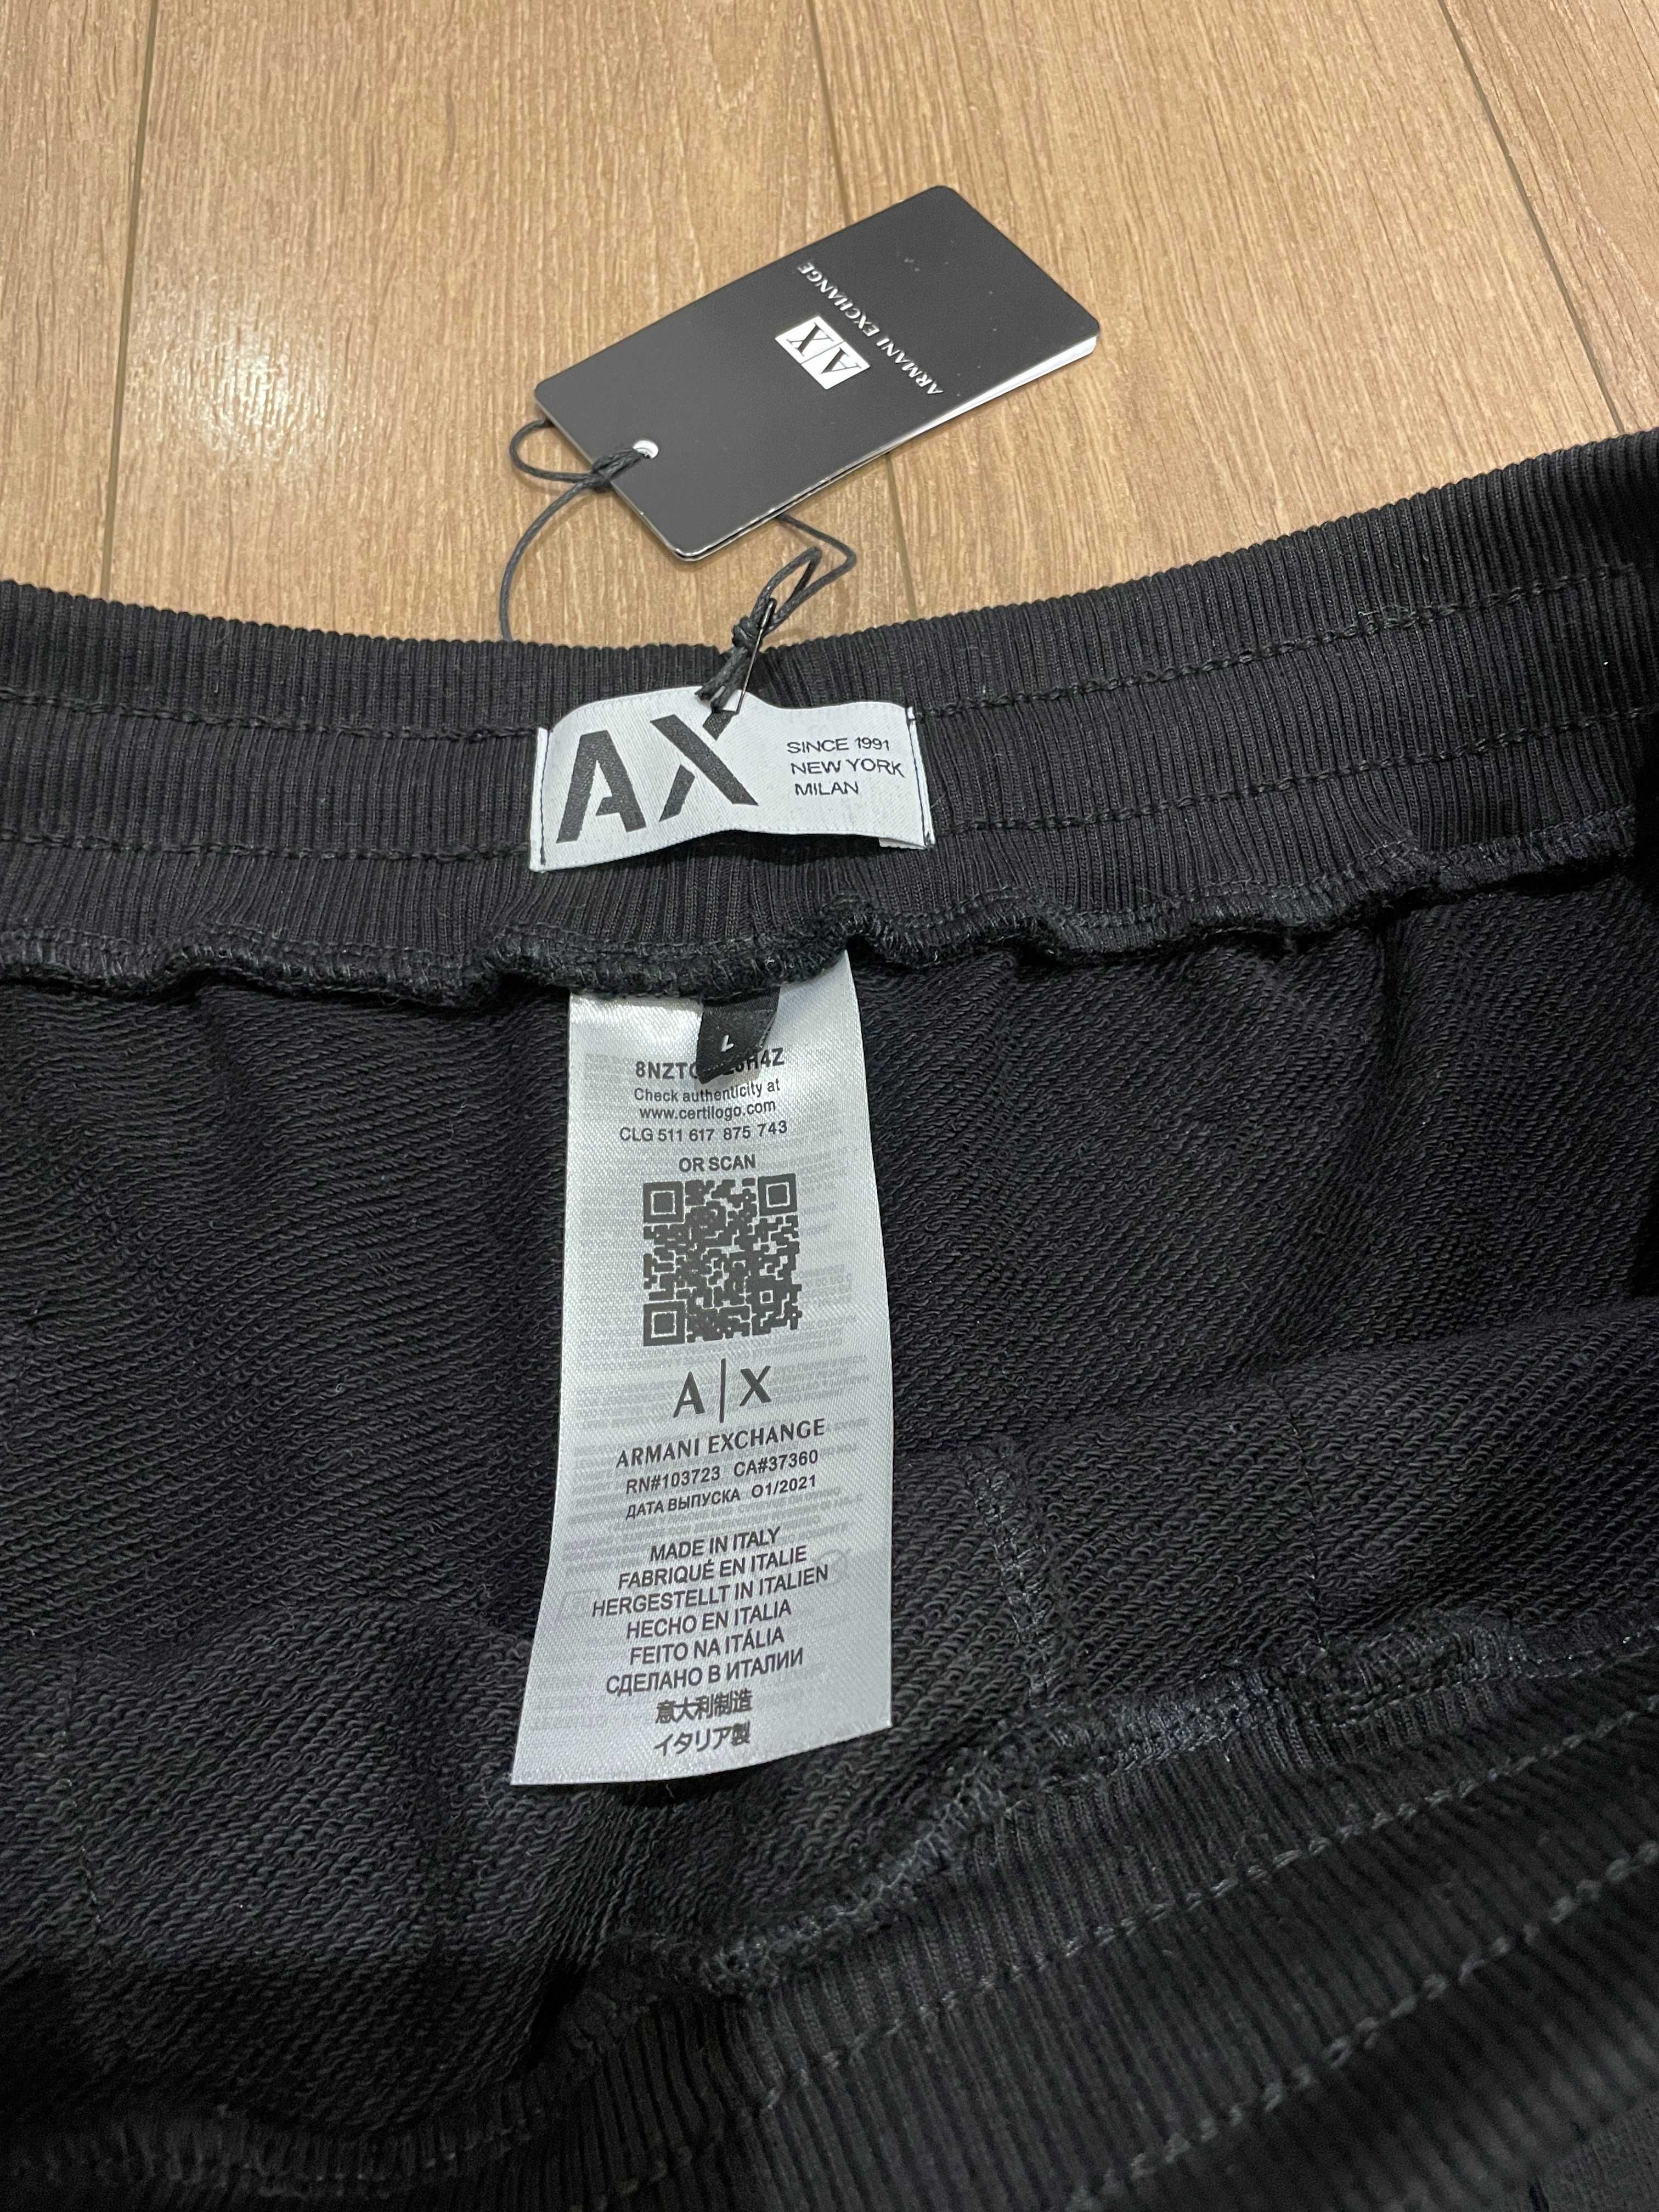 ARMANI EXCHANGE
A|X
AX
SINCE 1991
NEW YORK
MILAN
L
Check authenticity at
www.certilogo.com
CLG 511 617 875 743
OR SCAN
A|X
ARMANI EXCHANGE
RN#103723 CA#37360
ДАТА ВЫПУСКА 01/2021
MADE IN ITALY
FABRIQUÉ EN ITALIE
HERGESTELLT IN ITALIEN
HECHO EN ITALIA
FEITO NA ITÁLIA
СДЕЛАНО В ИТАЛИИ
意大利制造
イタリア製